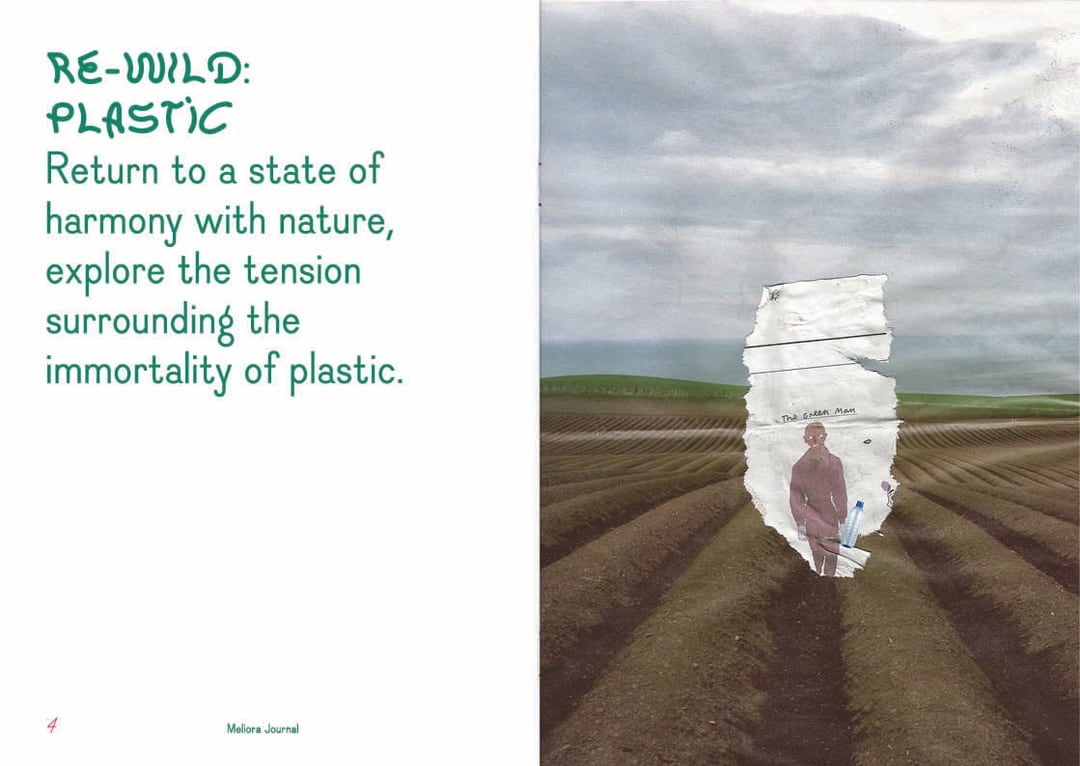 RE-WILD:
PLASTIC
Return to a state of
harmony with nature,
explore the tension
surrounding the
immortality of plastic.
The Green Man
4
Meliora Journal